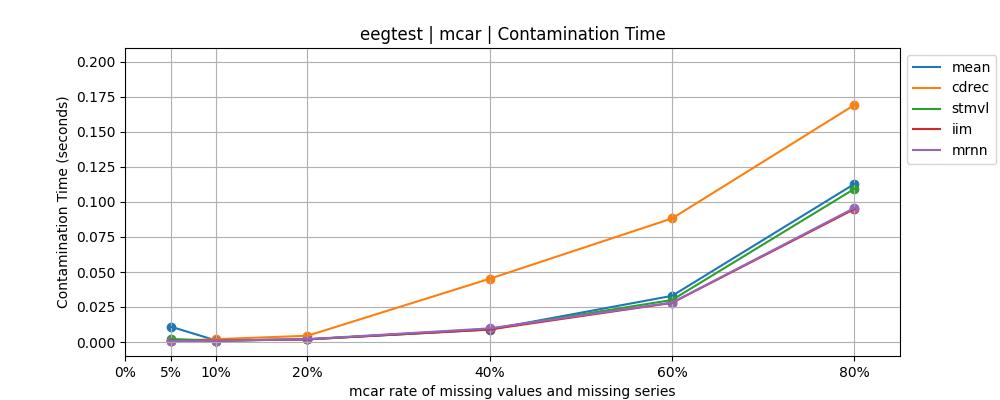 eegtest | mcar | Contamination Time
Contamination Time (seconds)
0.200
0.175
0.150
0.125
0.100
0.075
0.050
0.025
0.000
0%
5%
10%
20%
40%
60%
80%
mcar rate of missing values and missing series
mean
cdrec
stmvl
iim
mrnn